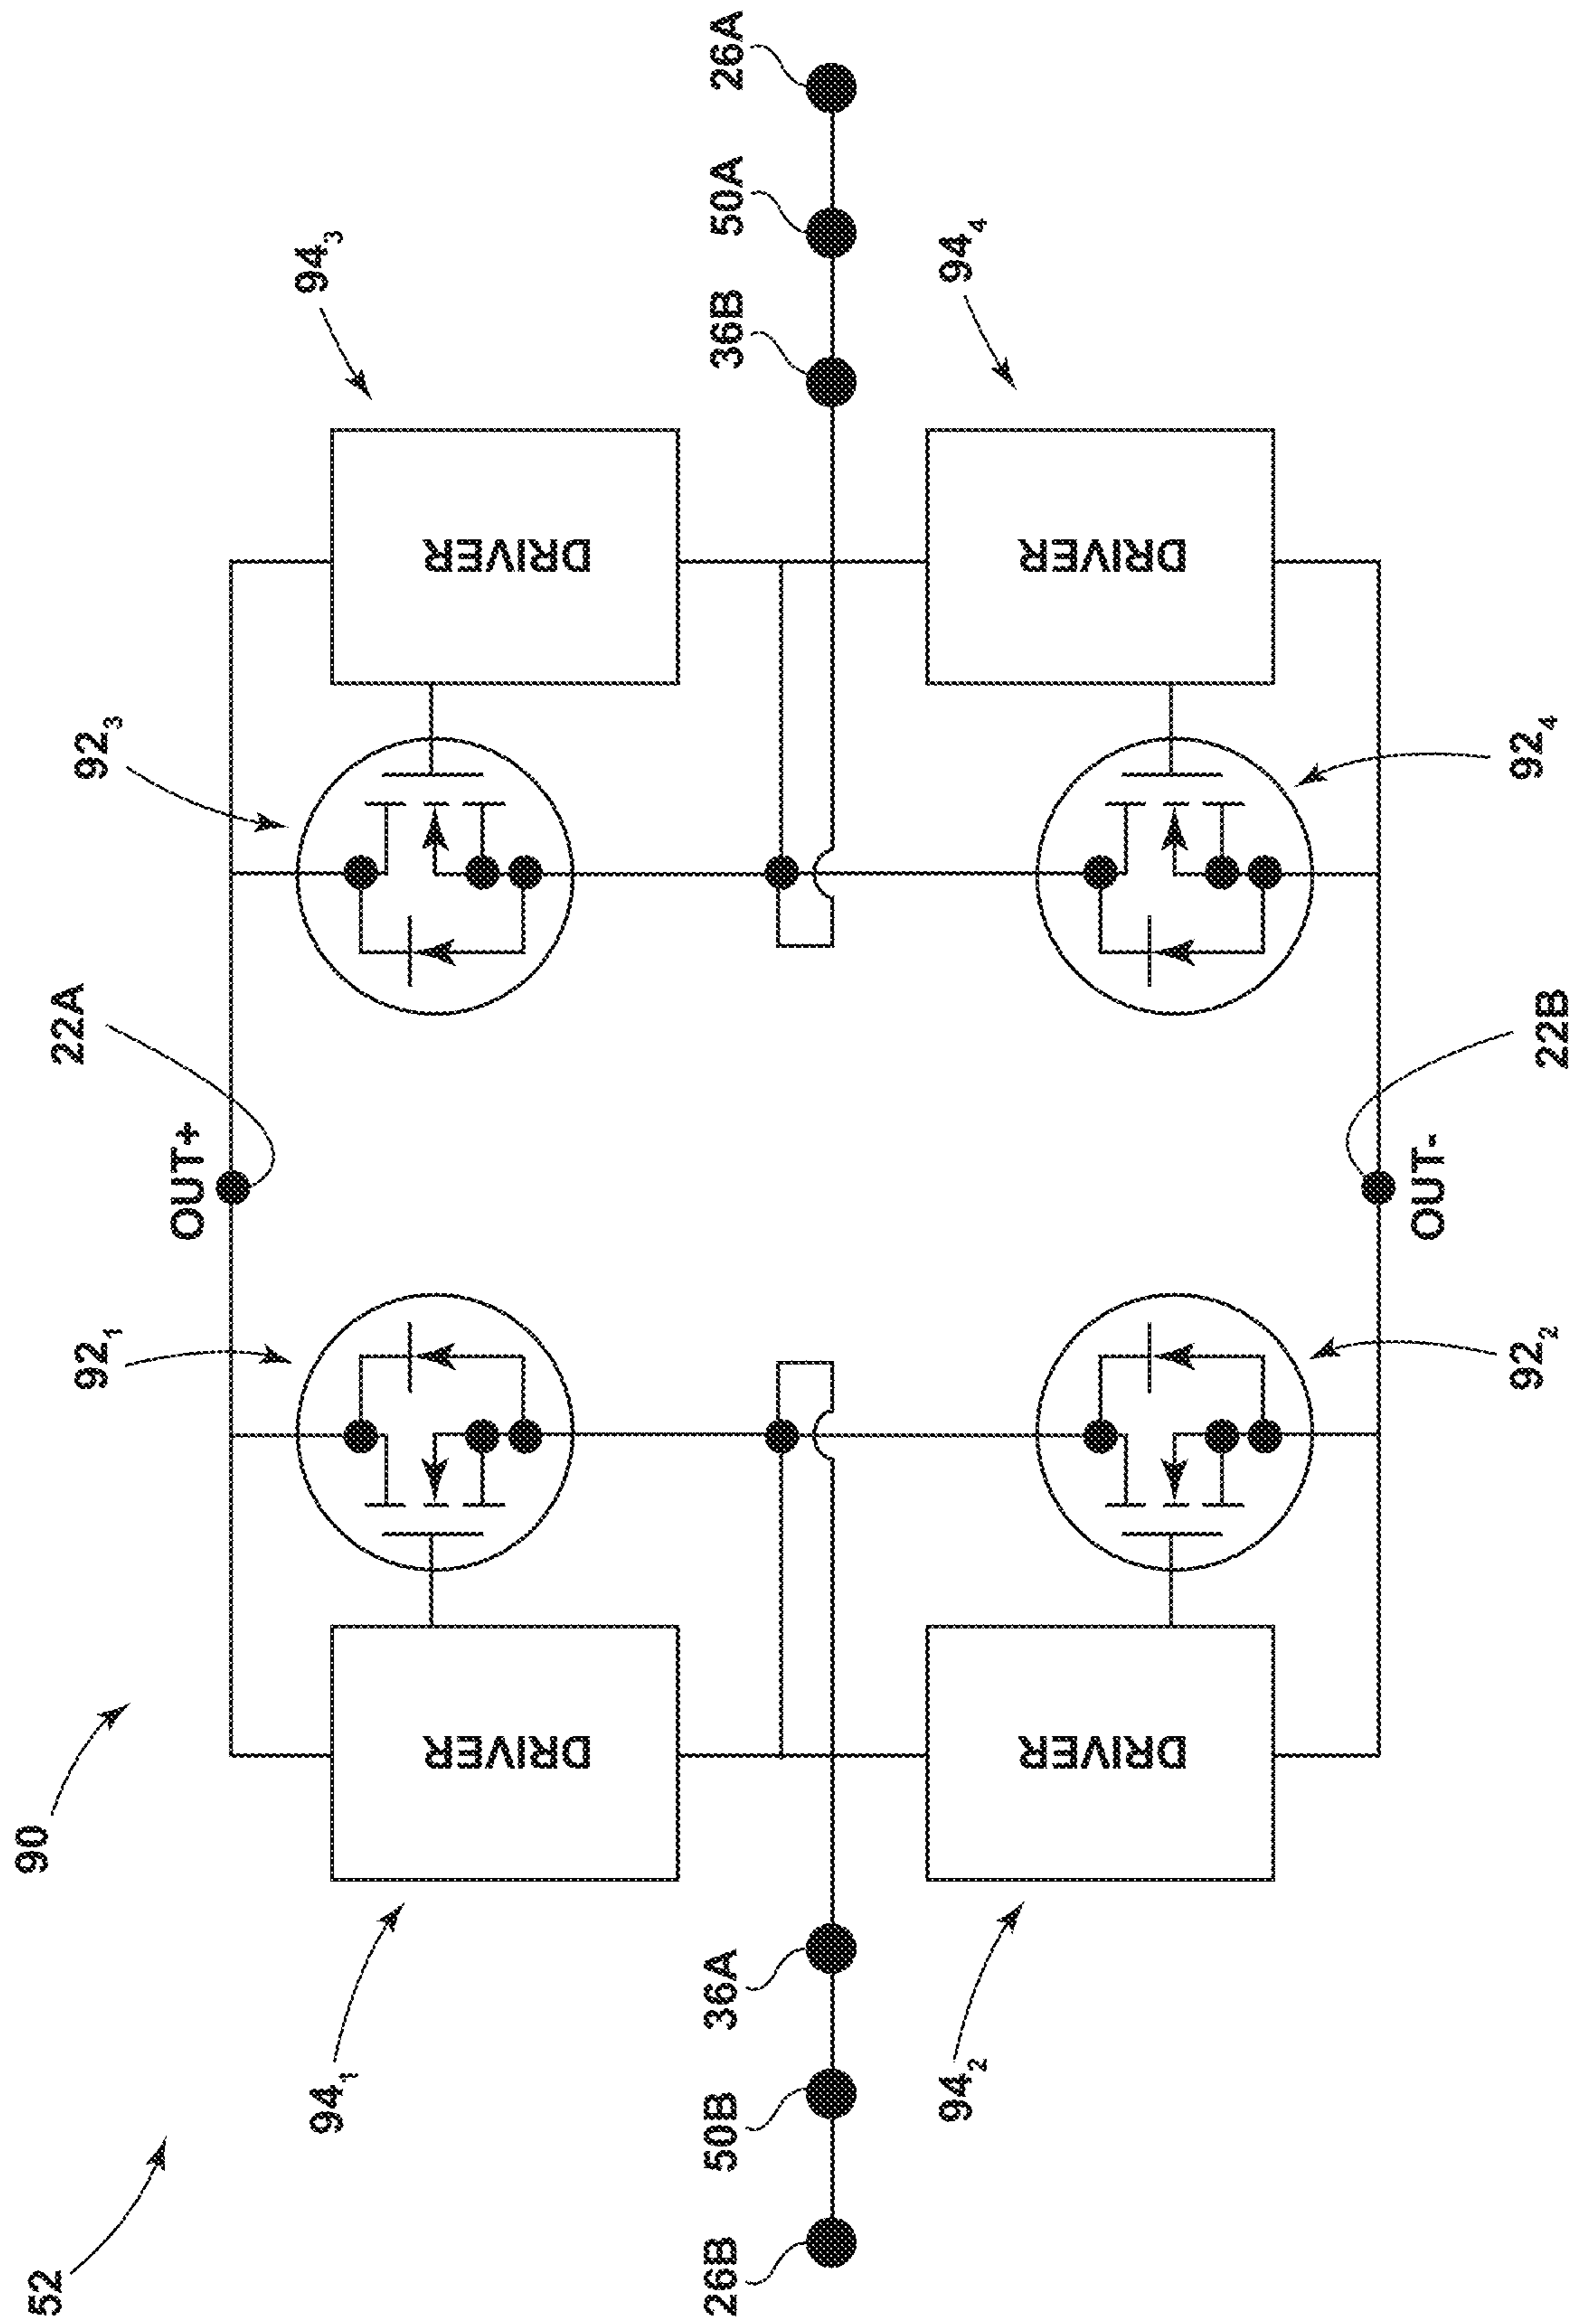 52
90
94₁
92₁
OUT+
22A
92₃
94₃
DRIVER
DRIVER
26B
50B
36A
36B
50A
26A
DRIVER
DRIVER
94₂
92₂
OUT-
22B
92₄
94₄